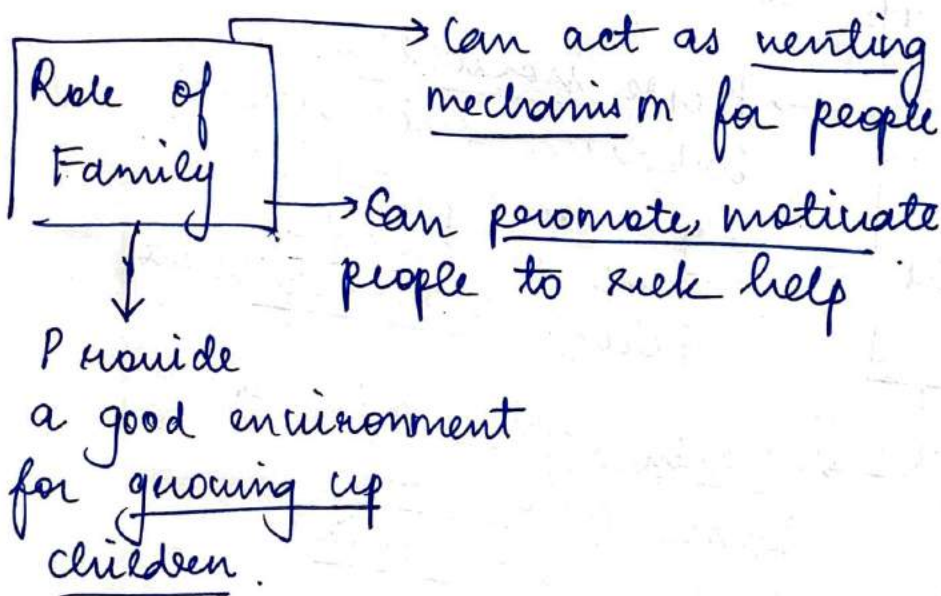 Role of
Family
Can act as venting
mechanism for people
Can promote, motivate
people to seek help.
Provide
a good environment
for growing up
children.